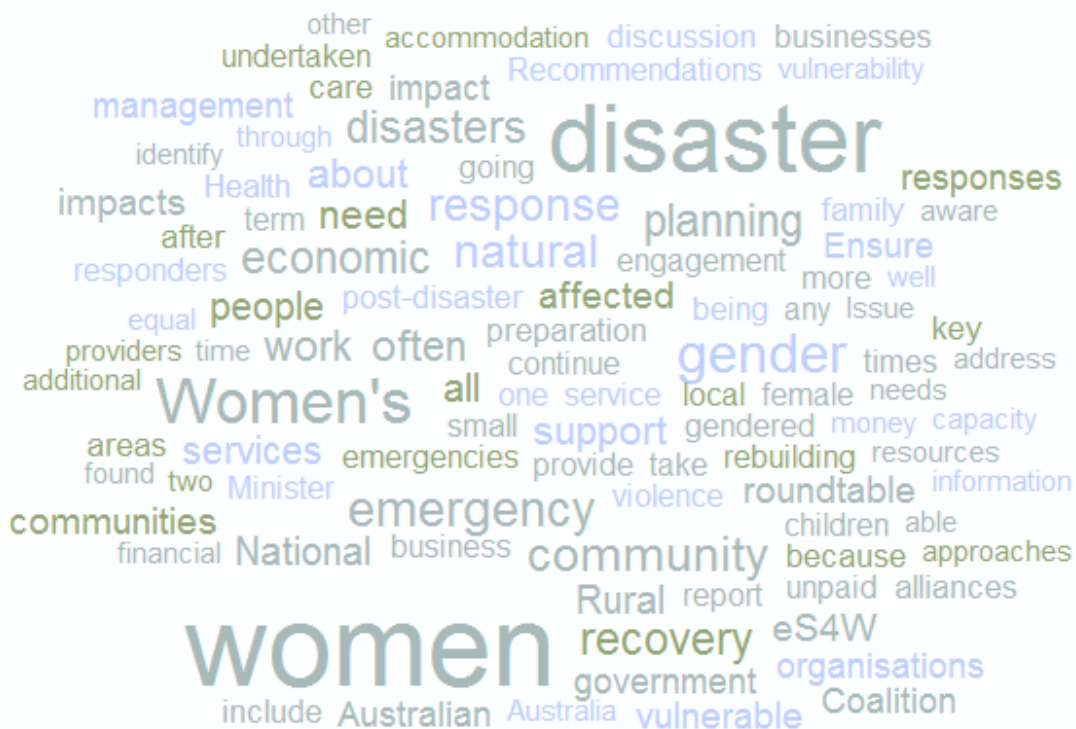 other
undertaken accommodation discussion businesses
care impact Recommendations vulnerability
management through disasters disaster
identify Health about going
impacts term need response planning family aware responses
after economic natural engagement Ensure
responders people post-disaster affected being any Issue more well
equal preparation key
providers time work often continue gender times address
additional Women's all one service local female needs
areas services small support gendered money capacity
found two Minister emergencies provide take rebuilding resources
communities emergency violence roundtable information
financial National business community children able
because approaches
Rural report unpaid alliances
women recovery eS4W
government organisations
include Australian Australia vulnerable Coalition